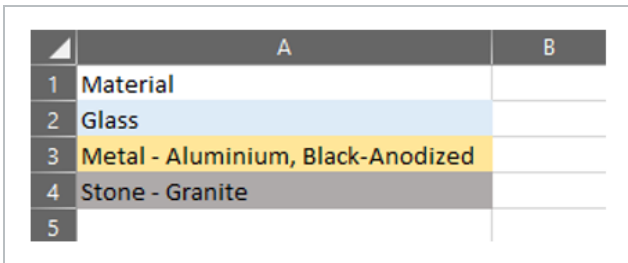 A B
1 Material
2 Glass
3 Metal - Aluminium, Black-Anodized
4 Stone - Granite
5